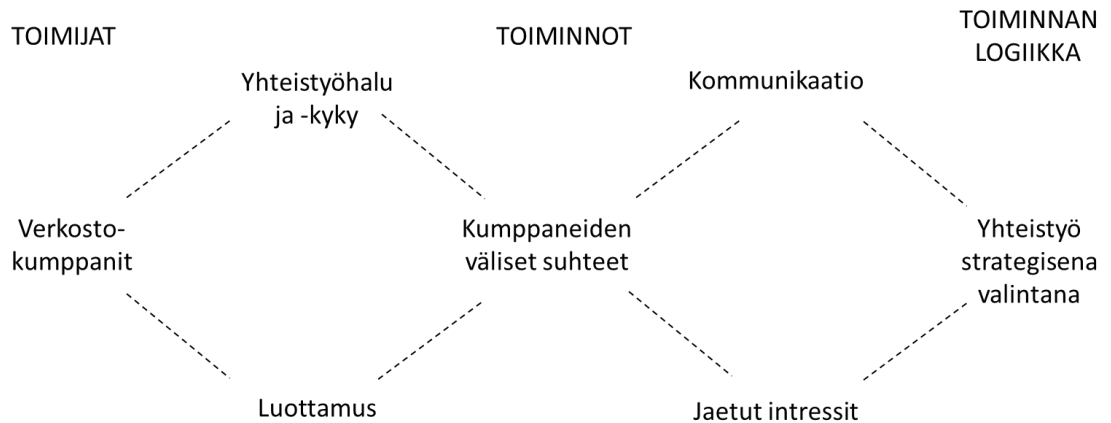 TOIMIJAT
TOIMINNOT
TOIMINNAN
LOGIIKKA
Yhteistyöhalu
ja -kyky
Kommunikaatio
Verkosto-
kumppanit
Kumppaneiden
väliset suhteet
Yhteistyö
strategisena
valintana
Luottamus
Jaetut intressit